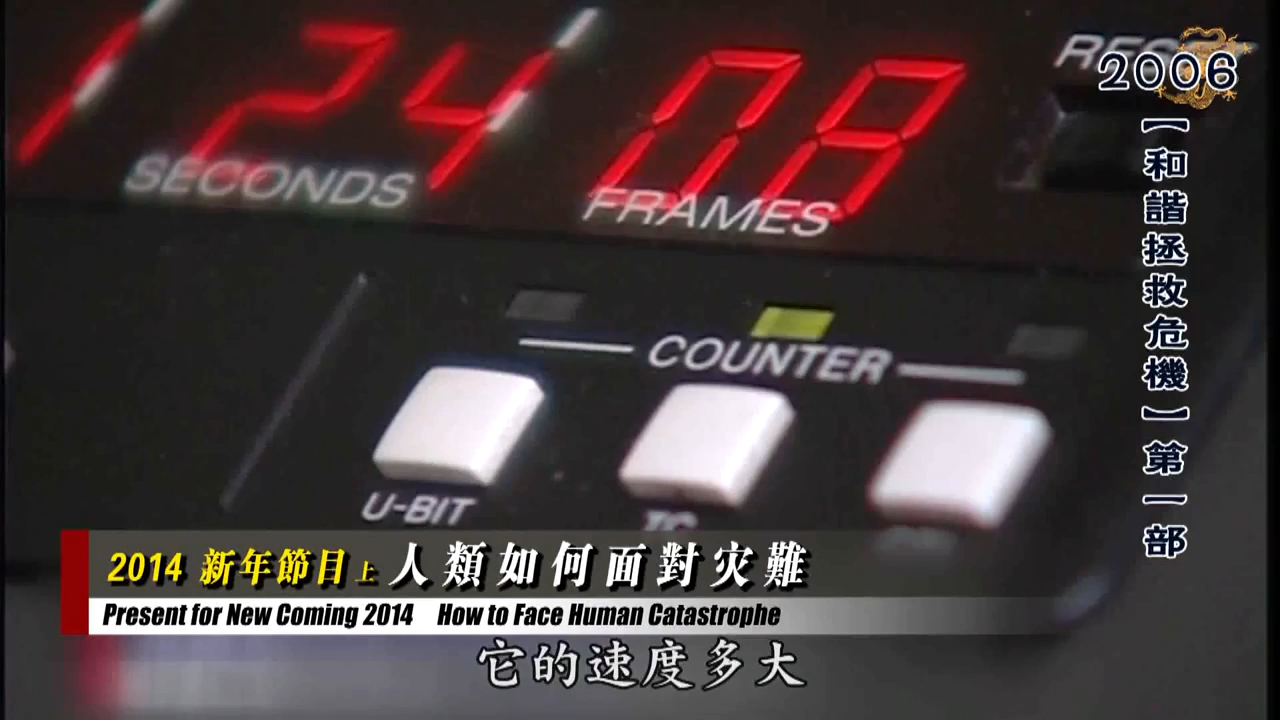 24 08
SECONDS
FRAMES
2006
【和諧拯救危機】第一部
COUNTER
U-BIT
2014 新年節目上 人類如何面對灾難
Present for New Coming 2014 How to Face Human Catastrophe
它的速度多大